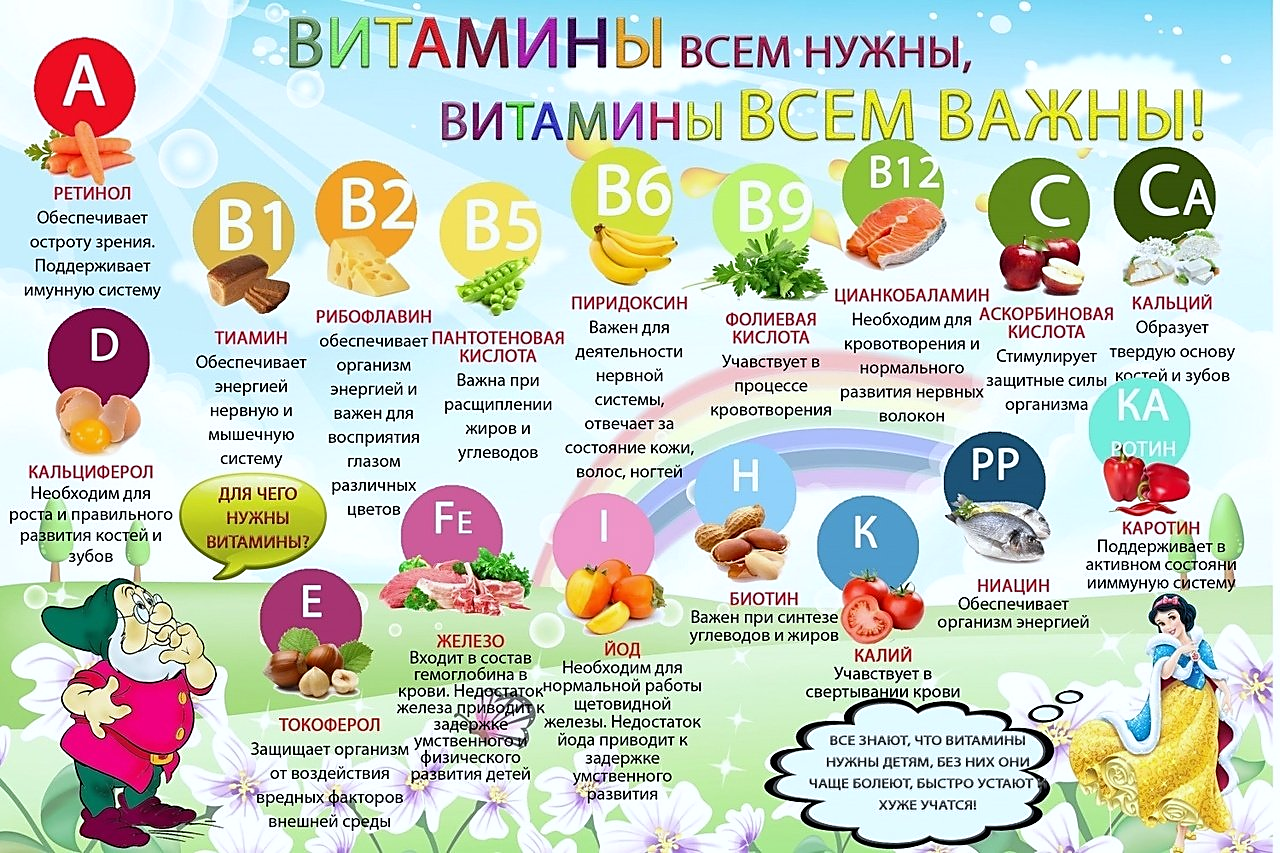 ВИТАМИНЫ ВСЕМ НУЖНЫ,
ВИТАМИНЫ ВСЕМ ВАЖНЫ!
A
РЕТИНОЛ
Обеспечивает
остроту зрения.
Поддерживает
имунную систему
B1
ТИАМИН
Обеспечивает
энергией
нервную и
мышечную
систему
B2
РИБОФЛАВИН
обеспечивает
организм
энергией и
важен для
восприятия
глазом
различных
цветов
B5
ПАНТОТЕНОВАЯ
КИСЛОТА
Важна при
расщиплении
жиров и
углеводов
B6
ПИРИДОКСИН
Важен для
деятельности
нервной
системы,
отвечает за
состояние кожи,
волос, ногтей
B9
ФОЛИЕВАЯ
КИСЛОТА
Учавствует в
процессе
кровотворения
B12
ЦИАНКОБАЛАМИН
Необходим для
кровотворения и
нормального
развития нервных
волокон
C
АСКОРБИНОВАЯ
КИСЛОТА
Стимулирует
защитные силы
организма
CA
КАЛЬЦИЙ
Образует
твердую основу
костей и зубов
D
КАЛЬЦИФЕРОЛ
Необходим для
роста и правильного
развития костей и
зубов
ДЛЯ ЧЕГО
НУЖНЫ
ВИТАМИНЫ?
E
ТОКОФЕРОЛ
Защищает организм
от воздействия
вредных факторов
внешней среды
FE
ЖЕЛЕЗО
Входит в состав
гемоглобина в
крови. Недостаток
железа приводит к
задержке
умственного и
физического
развития детей
I
ЙОД
Необходим для
нормальной работы
щетовидной
железы. Недостаток
йода приводит к
задержке
умственного
развития
H
БИОТИН
Важен при синтезе
углеводов и жиров
K
КАЛИЙ
Учавствует в
свертывании крови
PP
НИАЦИН
Обеспечивает
организм энергией
КА
РОТИН
КАРОТИН
Поддерживает в
активном состояни
ииммуную систему
ВСЕ ЗНАЮТ, ЧТО ВИТАМИНЫ
НУЖНЫ ДЕТЯМ, БЕЗ НИХ ОНИ
ЧАЩЕ БОЛЕЮТ, БЫСТРО УСТАЮТ И
ХУЖЕ УЧАТСЯ!